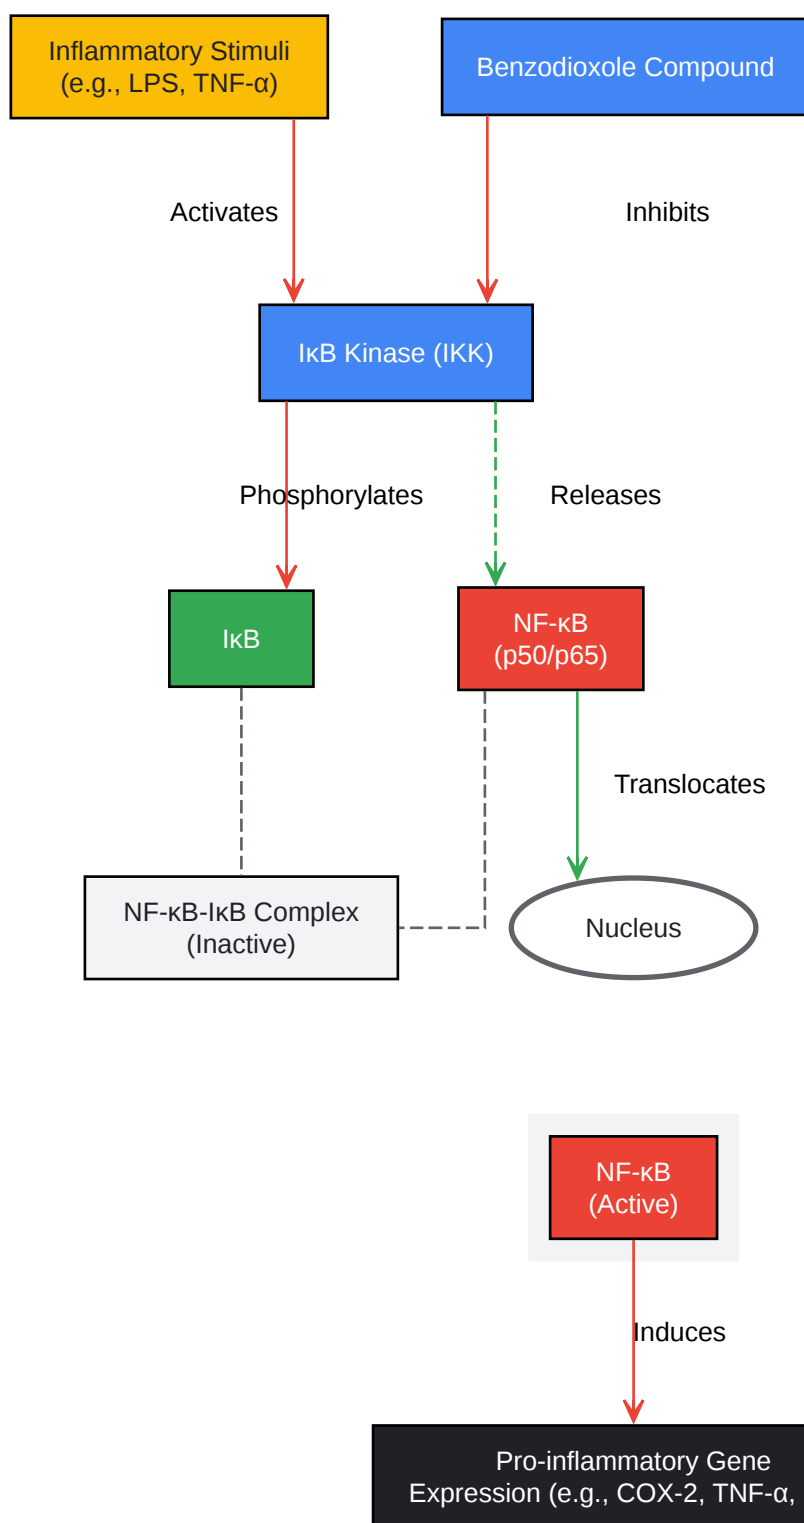 Inflammatory Stimuli
(e.g., LPS, TNF-α)
Benzodioxole Compound
Activates
Inhibits
IκB Kinase (IKK)
Phosphorylates
Releases
IκB
NF-κB
(p50/p65)
Translocates
NF-κB-IκB Complex
(Inactive)
Nucleus
NF-κB
(Active)
Induces
Pro-inflammatory Gene
Expression (e.g., COX-2, TNF-α,